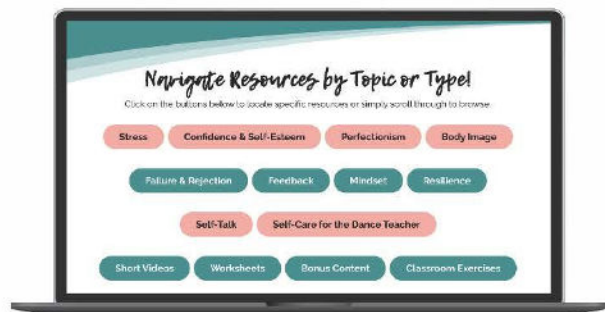 Navigate Resources by Topic or Type!
Click on the buttons below to locate specific resources or simply scroll through to browse.
Stress Confidence & Self-Esteem Perfectionism Body Image
Failure & Rejection Feedback Mindset Resilience
Self-Talk Self-Care for the Dance Teacher
Short Videos Worksheets Bonus Content Classroom Exercises